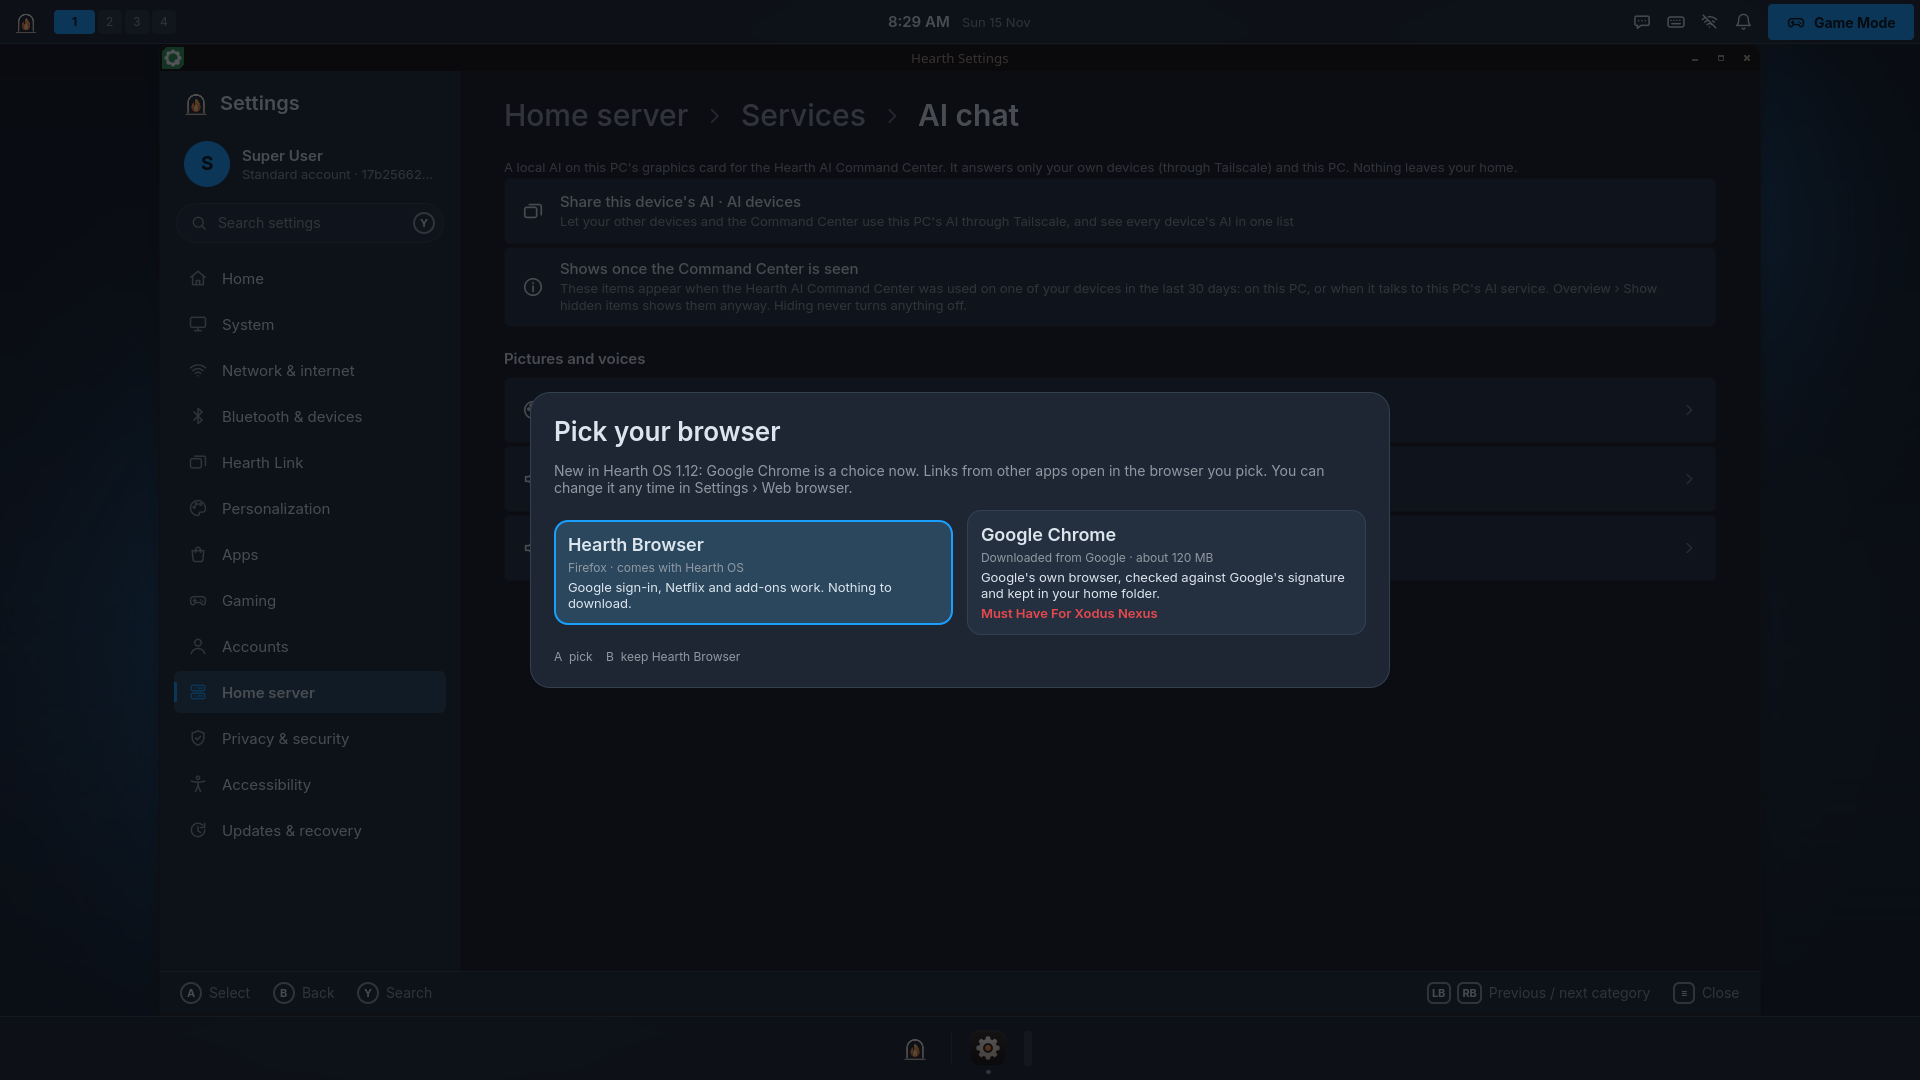 1 2 3 4
8:29 AM Sun 15 Nov
Game Mode
Hearth Settings
Settings
S
Super User
Standard account · 17b25662...
Search settings Y
Home
System
Network & internet
Bluetooth & devices
Hearth Link
Personalization
Apps
Gaming
Accounts
Home server
Privacy & security
Accessibility
Updates & recovery
Home server › Services › AI chat
A local AI on this PC's graphics card for the Hearth AI Command Center. It answers only your own devices (through Tailscale) and this PC. Nothing leaves your home.
Share this device's AI · AI devices
Let your other devices and the Command Center use this PC's AI through Tailscale, and see every device's AI in one list
Shows once the Command Center is seen
These items appear when the Hearth AI Command Center was used on one of your devices in the last 30 days: on this PC, or when it talks to this PC's AI service. Overview › Show
hidden items shows them anyway. Hiding never turns anything off.
Pictures and voices
Pick your browser
New in Hearth OS 1.12: Google Chrome is a choice now. Links from other apps open in the browser you pick. You can
change it any time in Settings › Web browser.
Hearth Browser
Firefox · comes with Hearth OS
Google sign-in, Netflix and add-ons work. Nothing to
download.
Google Chrome
Downloaded from Google · about 120 MB
Google's own browser, checked against Google's signature
and kept in your home folder.
Must Have For Xodus Nexus
A pick B keep Hearth Browser
A Select B Back Y Search
LB RB Previous / next category ≡ Close